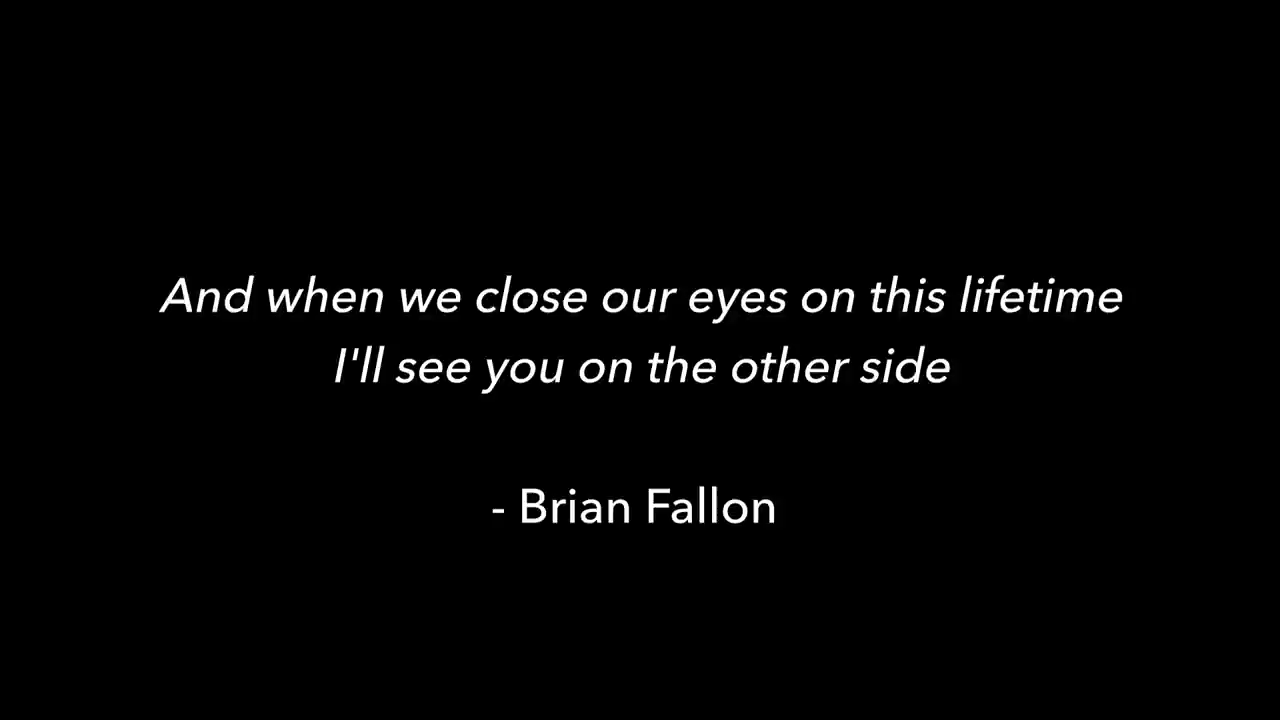 And when we close our eyes on this lifetime
I'll see you on the other side
- Brian Fallon